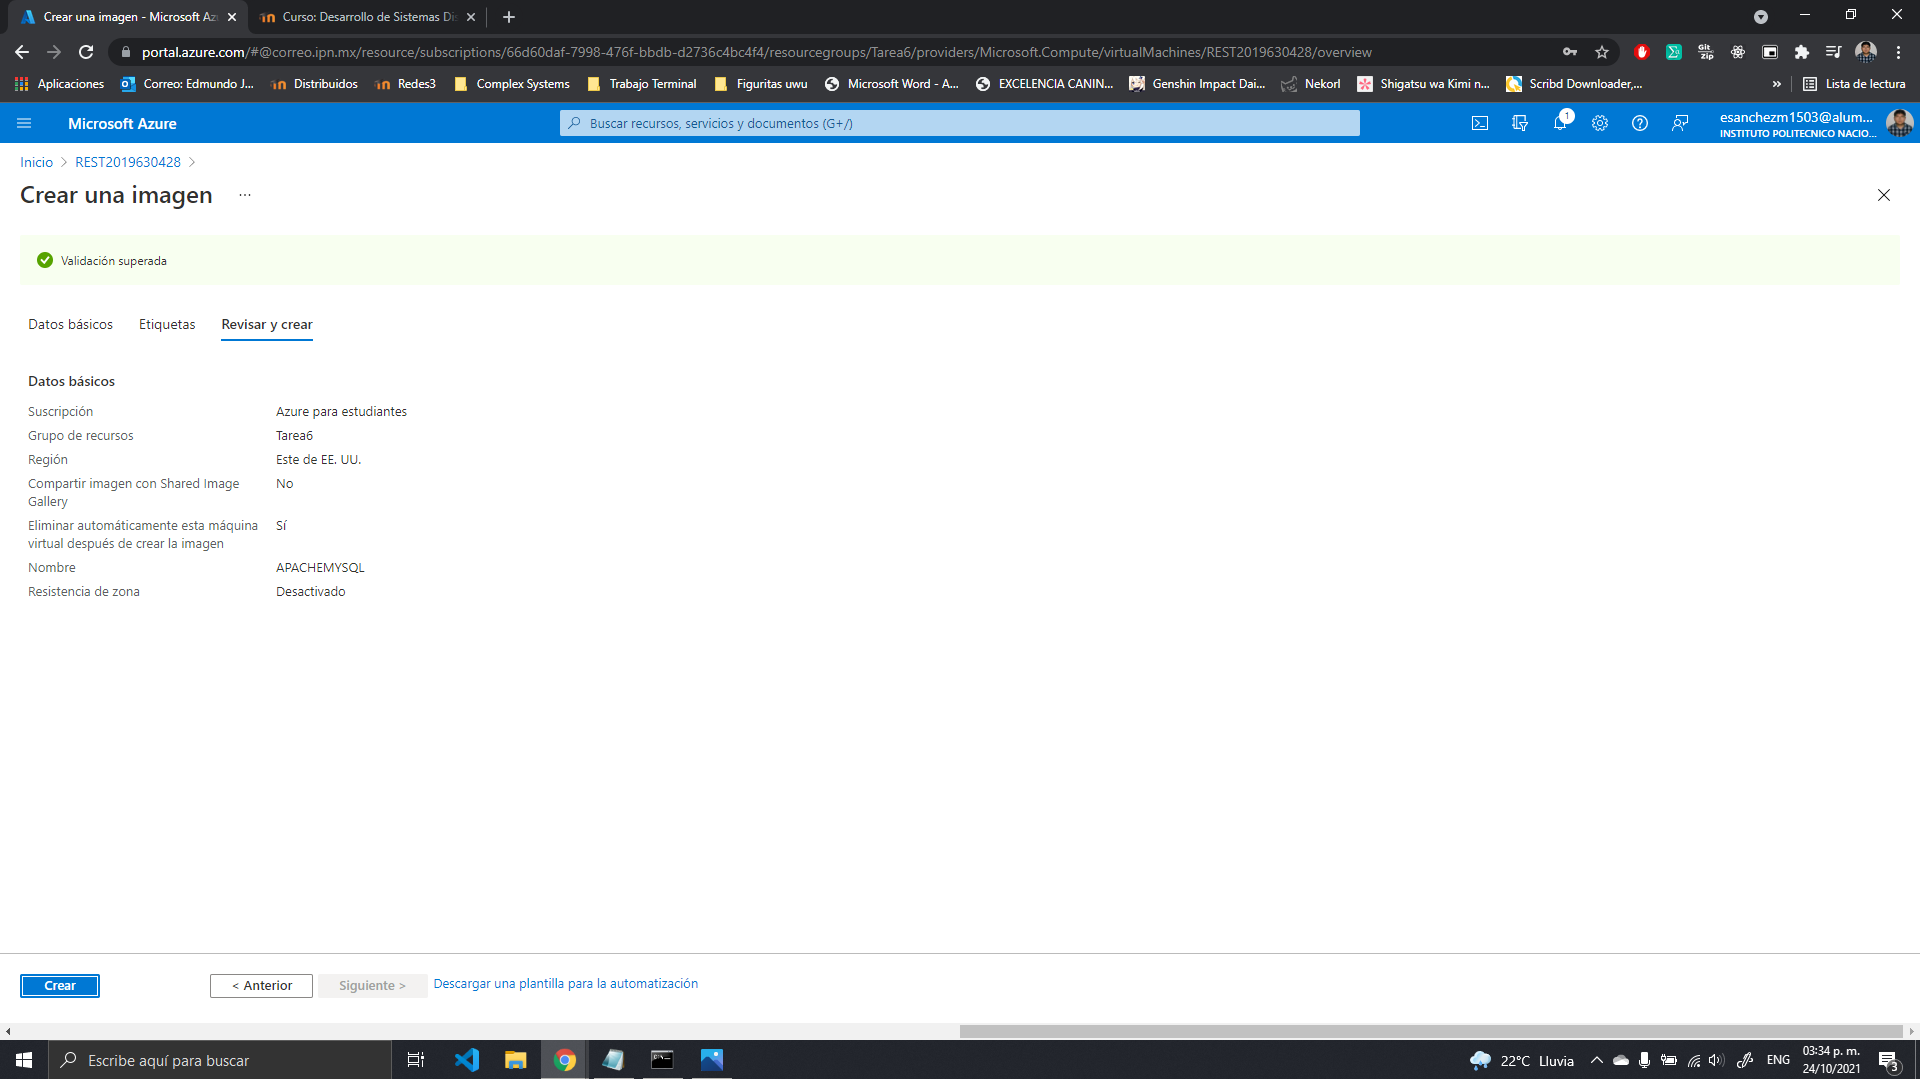 Crear una imagen - Microsoft Az
Curso: Desarrollo de Sistemas Dis
portal.azure.com/#@correo.ipn.mx/resource/subscriptions/66d60daf-7998-476f-bbdb-d2736c4bc4f4/resourcegroups/Tarea6/providers/Microsoft.Compute/virtualMachines/REST2019630428/overview
Git
zip
Aplicaciones
Correo: Edmundo J...
Distribuidos
Redes3
Complex Systems
Trabajo Terminal
Figuritas uwu
Microsoft Word - A...
EXCELENCIA CANIN...
Genshin Impact Dai...
Nekorl
Shigatsu wa Kimi n...
Scribd Downloader,...
»
Lista de lectura
Microsoft Azure
Buscar recursos, servicios y documentos (G+/)
1
esanchezm1503@alum...
INSTITUTO POLITECNICO NACIO...
Inicio > REST2019630428 >
Crear una imagen ...
Validación superada
Datos básicos
Etiquetas
Revisar y crear
Datos básicos
Suscripción Azure para estudiantes
Grupo de recursos Tarea6
Región Este de EE. UU.
Compartir imagen con Shared Image No
Gallery
Eliminar automáticamente esta máquina Sí
virtual después de crear la imagen
Nombre APACHEMYSQL
Resistencia de zona Desactivado
Crear
< Anterior
Siguiente >
Descargar una plantilla para la automatización
Escribe aquí para buscar
22°C Lluvia
ENG
03:34 p. m.
24/10/2021
3